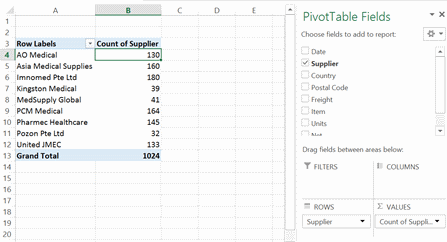 A B C D E
1
2
3 Row Labels Count of Supplier
4 AO Medical 130
5 Asia Medical Supplies 160
6 Imnomed Pte Ltd 180
7 Kingston Medical 39
8 MedSupply Global 41
9 PCM Medical 164
10 Pharmec Healthcare 145
11 Pozon Pte Ltd 32
12 United JMEC 133
13 Grand Total 1024
14
15
16
17
18
19
20
PivotTable Fields
Choose fields to add to report:
Date
Supplier
Country
Postal Code
Freight
Item
Units
Drag fields between areas below:
FILTERS COLUMNS
ROWS Σ VALUES
Supplier Count of Suppli...